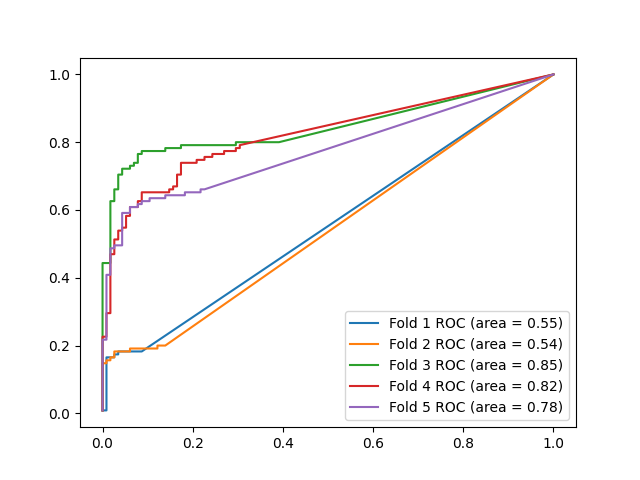 1.0
0.8
0.6
0.4
0.2
0.0
Fold 1 ROC (area = 0.55)
Fold 2 ROC (area = 0.54)
Fold 3 ROC (area = 0.85)
Fold 4 ROC (area = 0.82)
Fold 5 ROC (area = 0.78)
0.0 0.2 0.4 0.6 0.8 1.0